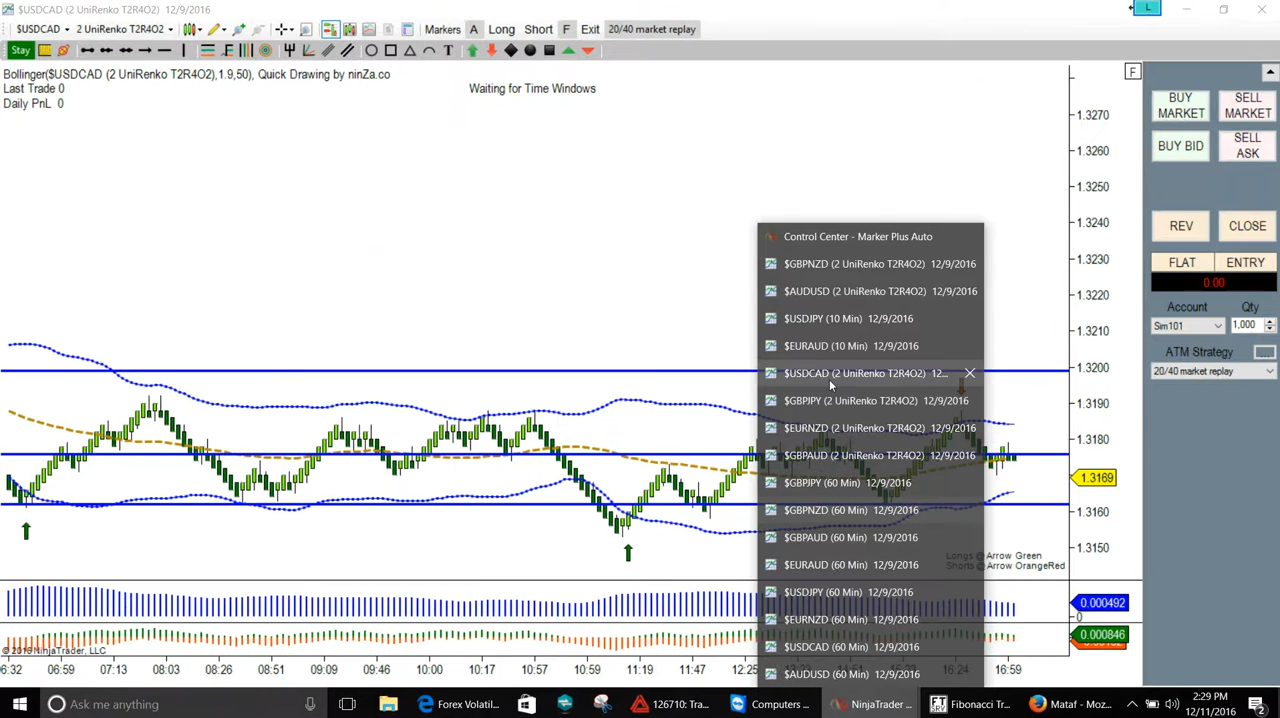 $USDCAD (2 UniRenko T2R4O2)  12/9/2016
L
$USDCAD
2 UniRenko T2R4O2
Markers
A
Long
Short
F
Exit
20/40 market replay
Stay
T
Bollinger($USDCAD (2 UniRenko T2R4O2),1.9,50), Quick Drawing by ninZa.co
Last Trade 0
Daily PnL  0
Waiting for Time Windows
F
1.3270
1.3260
1.3250
1.3240
1.3230
1.3220
1.3210
1.3200
1.3190
1.3180
1.3169
1.3160
1.3150
BUY MARKET
SELL MARKET
BUY BID
SELL ASK
REV
CLOSE
FLAT
ENTRY
0.00
Account
Qty
Sim101
1,000
ATM Strategy
20/40 market replay
Control Center - Marker Plus Auto
$GBPNZD (2 UniRenko T2R4O2)  12/9/2016
$AUDUSD (2 UniRenko T2R4O2)  12/9/2016
$USDJPY (10 Min)  12/9/2016
$EURAUD (10 Min)  12/9/2016
$USDCAD (2 UniRenko T2R4O2)  12...
$GBPJPY (2 UniRenko T2R4O2)  12/9/2016
$EURNZD (2 UniRenko T2R4O2)  12/9/2016
$GBPAUD (2 UniRenko T2R4O2)  12/9/2016
$GBPJPY (60 Min)  12/9/2016
$GBPNZD (60 Min)  12/9/2016
$GBPAUD (60 Min)  12/9/2016
$EURAUD (60 Min)  12/9/2016
$USDJPY (60 Min)  12/9/2016
$EURNZD (60 Min)  12/9/2016
$USDCAD (60 Min)  12/9/2016
$AUDUSD (60 Min)  12/9/2016
Longs @ Arrow Green
Shorts @ Arrow OrangeRed
0.000492
0
0.000846
© 2016 NinjaTrader, LLC
06:32
06:59
07:13
08:03
08:31
09:09
09:46
10:00
10:27
10:57
11:19
11:47
12:25
16:24
16:59
Ask me anything
Forex Volatil...
126710: Tra...
Computers ...
NinjaTrader ...
Fibonacci Tr...
Mataf - Moz...
2:29 PM
12/11/2016
2